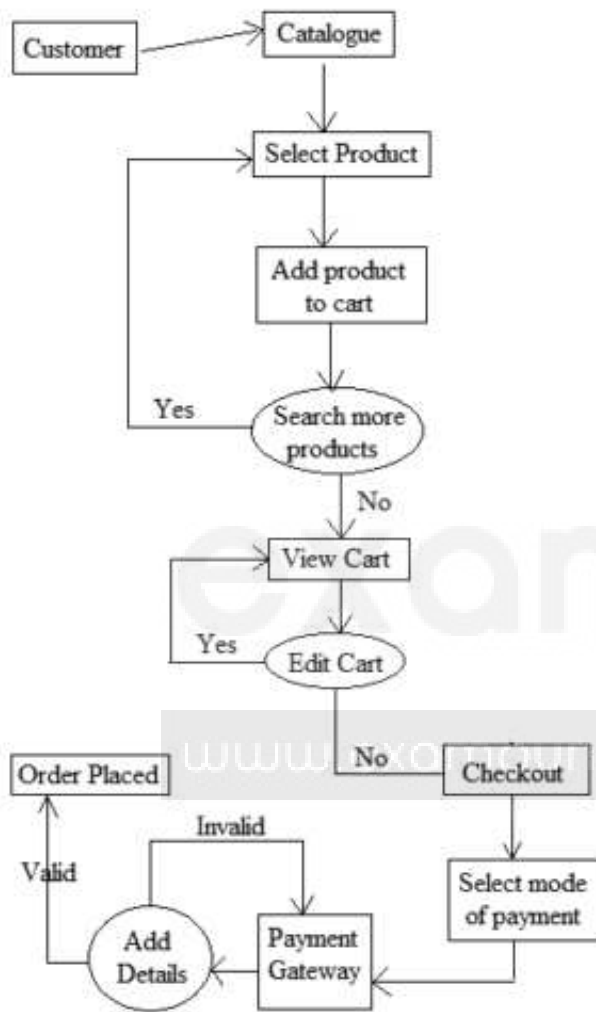 Customer
Catalogue
Select Product
Add product
to cart
Yes
Search more
products
No
View Cart
Yes
Edit Cart
No
Checkout
Order Placed
Invalid
Valid
Select mode
of payment
Add
Details
Payment
Gateway